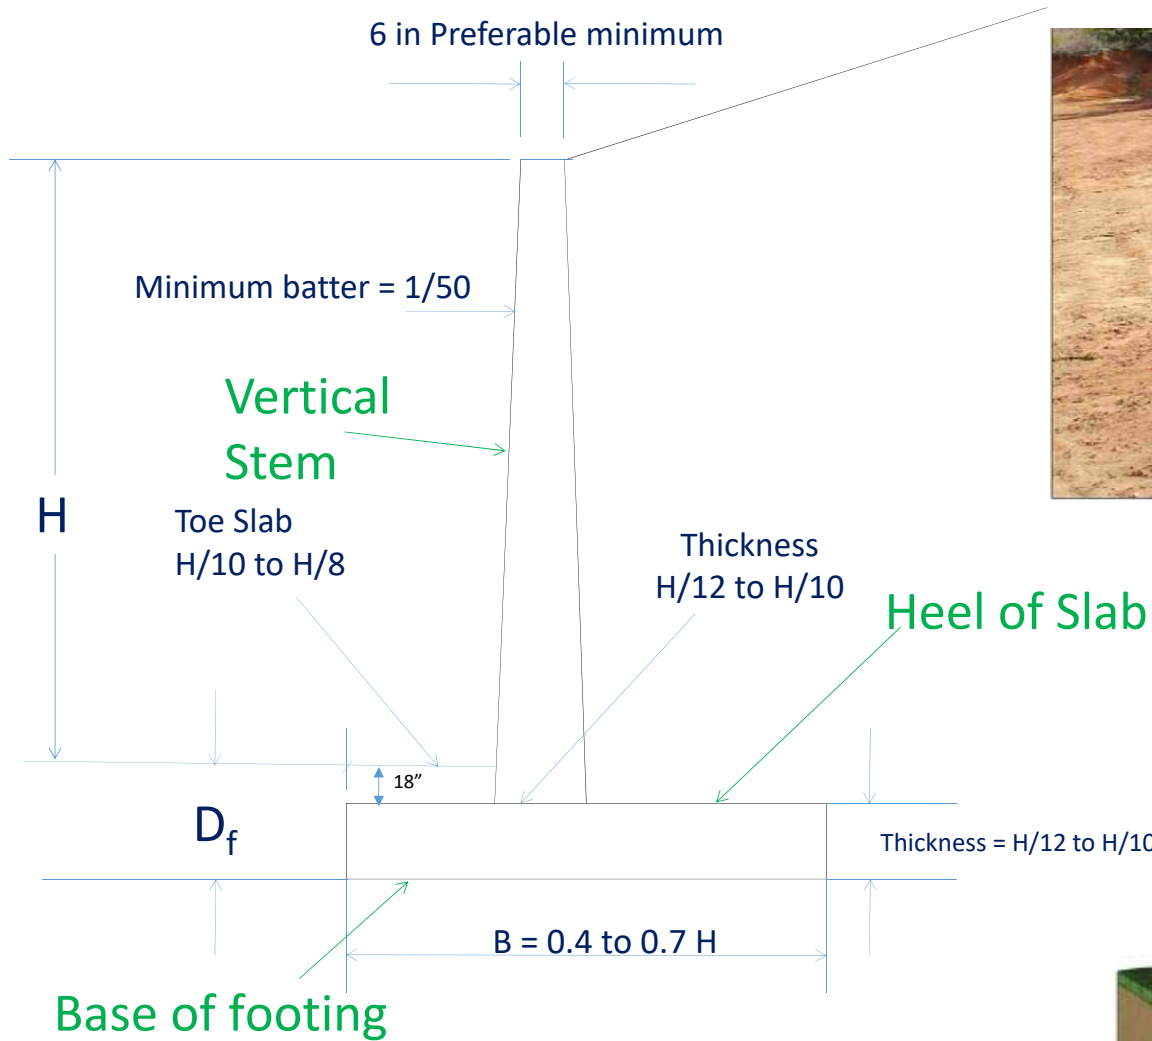 6 in Preferable minimum
Minimum batter = 1/50
Vertical
Stem
H
Toe Slab
H/10 to H/8
Thickness
H/12 to H/10
Heel of Slab
18”
Df
Thickness = H/12 to H/10
B = 0.4 to 0.7 H
Base of footing